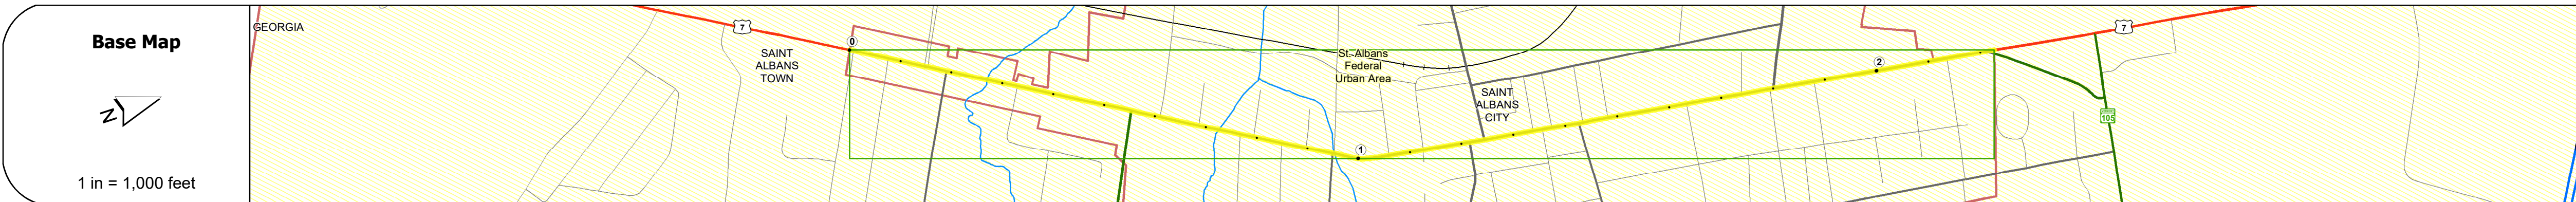 Base Map
N
1 in = 1,000 feet
GEORGIA
7
SAINT
ALBANS
TOWN
0
St. Albans
Federal
Urban Area
1
SAINT
ALBANS
CITY
2
7
105